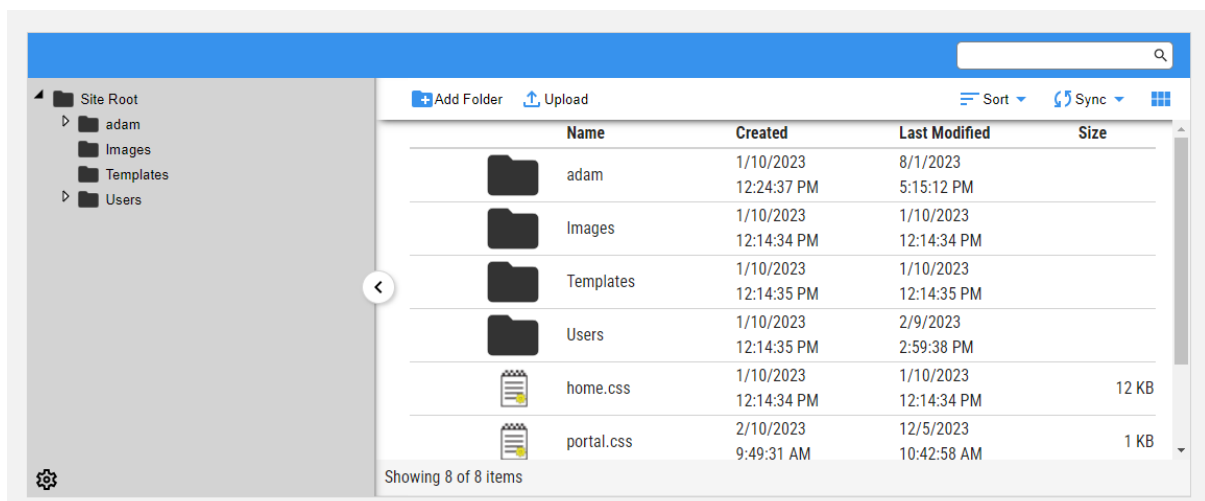 Site Root
adam
Images
Templates
Users
Add Folder Upload Sort Sync
Name Created Last Modified Size
adam 1/10/2023 12:24:37 PM 8/1/2023 5:15:12 PM
Images 1/10/2023 12:14:34 PM 1/10/2023 12:14:34 PM
Templates 1/10/2023 12:14:35 PM 1/10/2023 12:14:35 PM
Users 1/10/2023 12:14:35 PM 2/9/2023 2:59:38 PM
home.css 1/10/2023 12:14:34 PM 1/10/2023 12:14:34 PM 12 KB
portal.css 2/10/2023 9:49:31 AM 12/5/2023 10:42:58 AM 1 KB
Showing 8 of 8 items